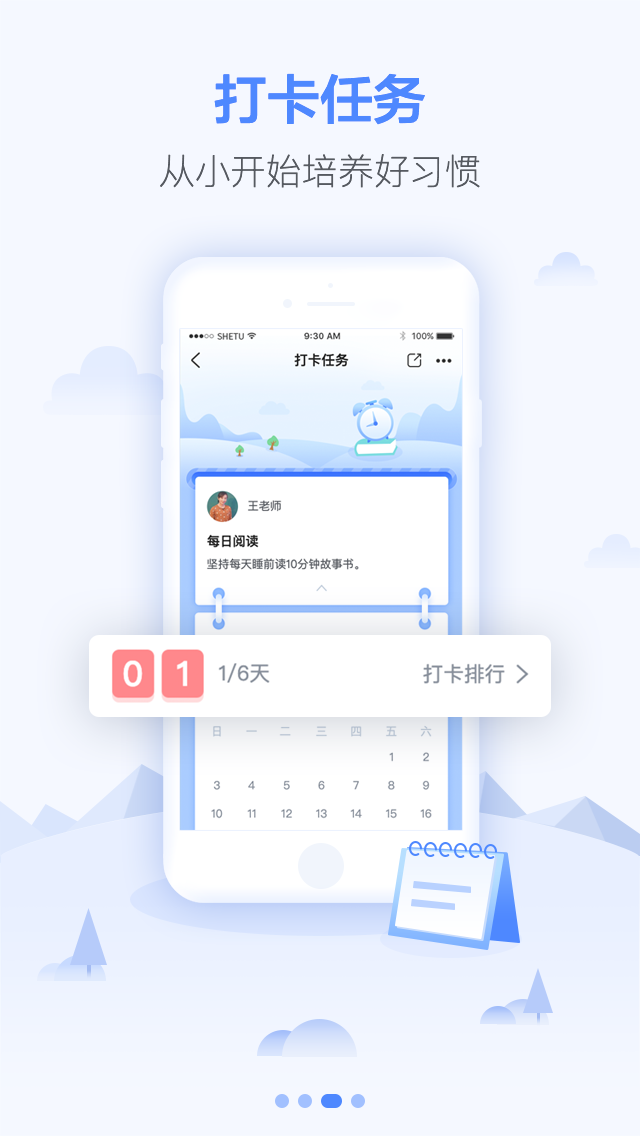 打卡任务
从小开始培养好习惯
SHETU 9:30 AM 100%
打卡任务
王老师
每日阅读
坚持每天睡前读10分钟故事书。
01 1/6天 打卡排行
日 一 二 三 四 五 六
1 2
3 4 5 6 7 8 9
10 11 12 13 14 15 16